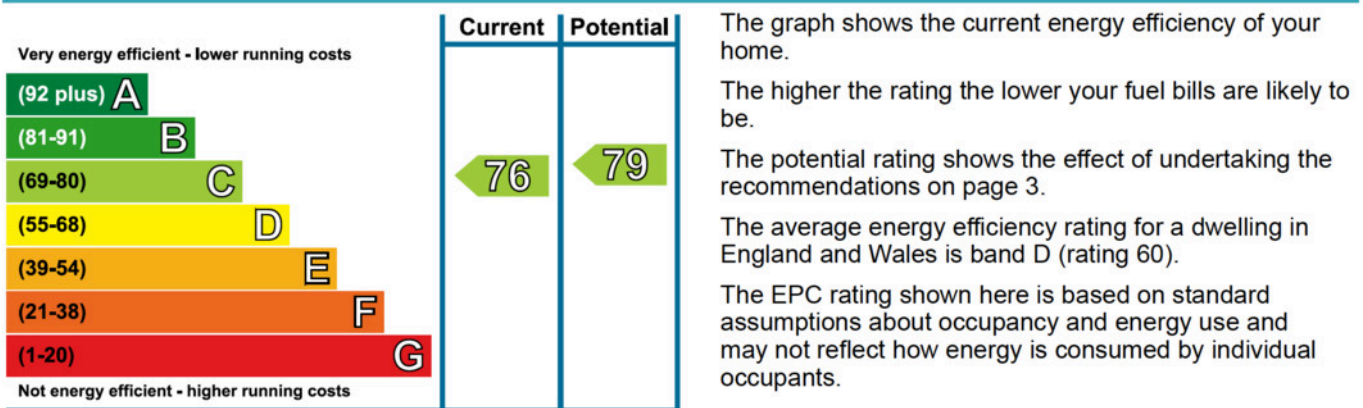 Current Potential
Very energy efficient - lower running costs
(92 plus) A
(81-91) B
(69-80) C
(55-68) D
(39-54) E
(21-38) F
(1-20) G
Not energy efficient - higher running costs
76
79
The graph shows the current energy efficiency of your
home.
The higher the rating the lower your fuel bills are likely to
be.
The potential rating shows the effect of undertaking the
recommendations on page 3.
The average energy efficiency rating for a dwelling in
England and Wales is band D (rating 60).
The EPC rating shown here is based on standard
assumptions about occupancy and energy use and
may not reflect how energy is consumed by individual
occupants.